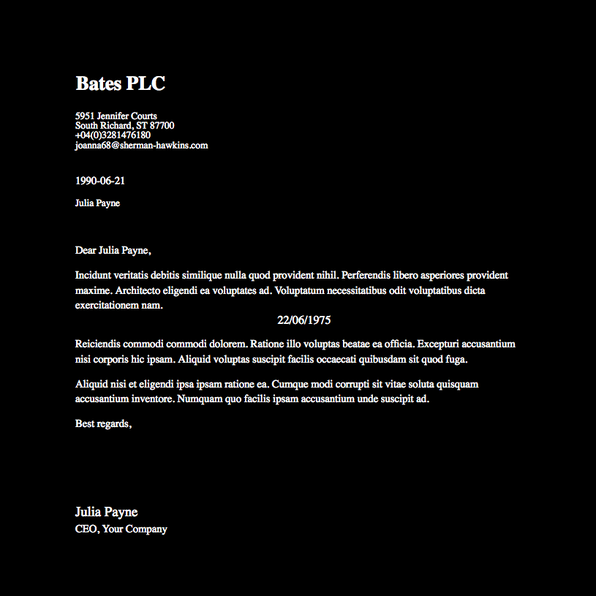 Bates PLC
5951 Jennifer Courts
South Richard, ST 87700
+04(0)3281476180
joanna68@sherman-hawkins.com
1990-06-21
Julia Payne
Dear Julia Payne,
Incidunt veritatis debitis similique nulla quod provident nihil. Perferendis libero asperiores provident
maxime. Architecto eligendi ea voluptates ad. Voluptatum necessitatibus odit voluptatibus dicta
exercitationem nam.
22/06/1975
Reiciendis commodi commodi dolorem. Ratione illo voluptas beatae ea officia. Excepturi accusantium
nisi corporis hic ipsam. Aliquid voluptas suscipit facilis occaecati quibusdam sit quod fuga.
Aliquid nisi et eligendi ipsa ipsam ratione ea. Cumque modi corrupti sit vitae soluta quisquam
accusantium inventore. Numquam quo facilis ipsam accusantium unde suscipit ad.
Best regards,
Julia Payne
CEO, Your Company